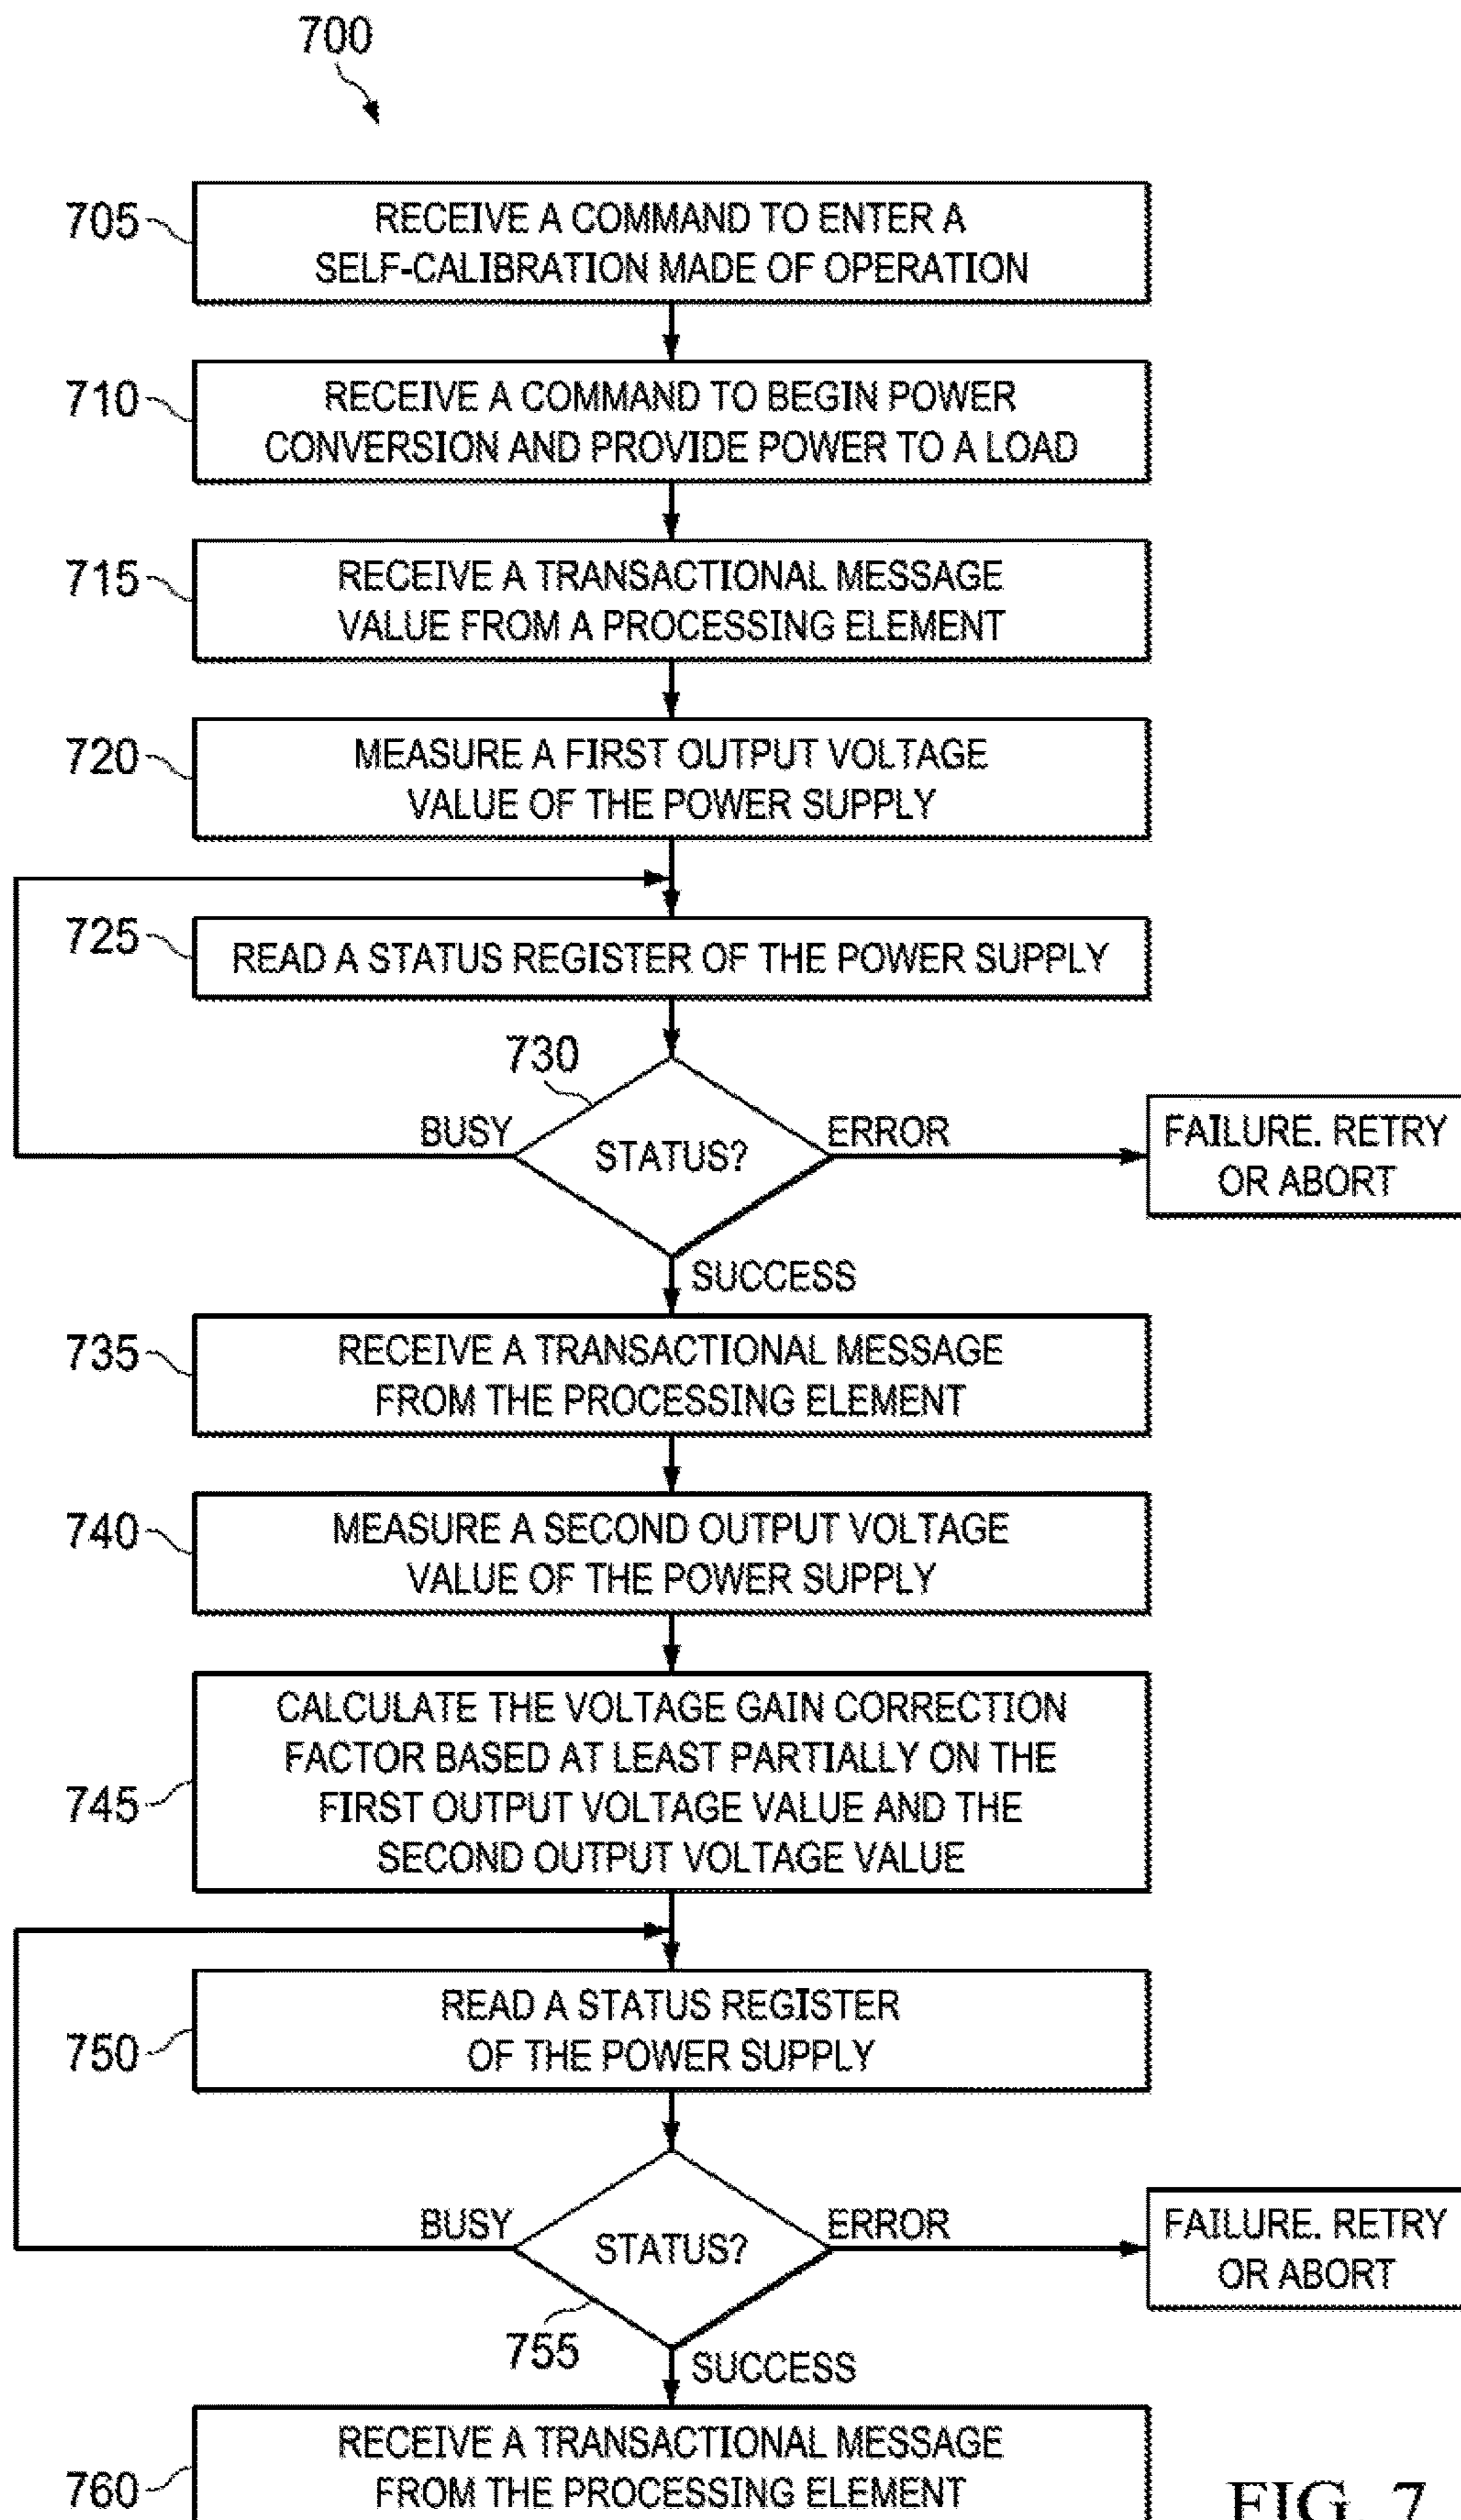 700
705
RECEIVE A COMMAND TO ENTER A
SELF-CALIBRATION MADE OF OPERATION
710
RECEIVE A COMMAND TO BEGIN POWER
CONVERSION AND PROVIDE POWER TO A LOAD
715
RECEIVE A TRANSACTIONAL MESSAGE
VALUE FROM A PROCESSING ELEMENT
720
MEASURE A FIRST OUTPUT VOLTAGE
VALUE OF THE POWER SUPPLY
725
READ A STATUS REGISTER OF THE POWER SUPPLY
730
BUSY
STATUS?
ERROR
FAILURE. RETRY
OR ABORT
SUCCESS
735
RECEIVE A TRANSACTIONAL MESSAGE
FROM THE PROCESSING ELEMENT
740
MEASURE A SECOND OUTPUT VOLTAGE
VALUE OF THE POWER SUPPLY
745
CALCULATE THE VOLTAGE GAIN CORRECTION
FACTOR BASED AT LEAST PARTIALLY ON THE
FIRST OUTPUT VOLTAGE VALUE AND THE
SECOND OUTPUT VOLTAGE VALUE
750
READ A STATUS REGISTER
OF THE POWER SUPPLY
BUSY
STATUS?
ERROR
FAILURE. RETRY
OR ABORT
755
SUCCESS
760
RECEIVE A TRANSACTIONAL MESSAGE
FROM THE PROCESSING ELEMENT
FIG. 7